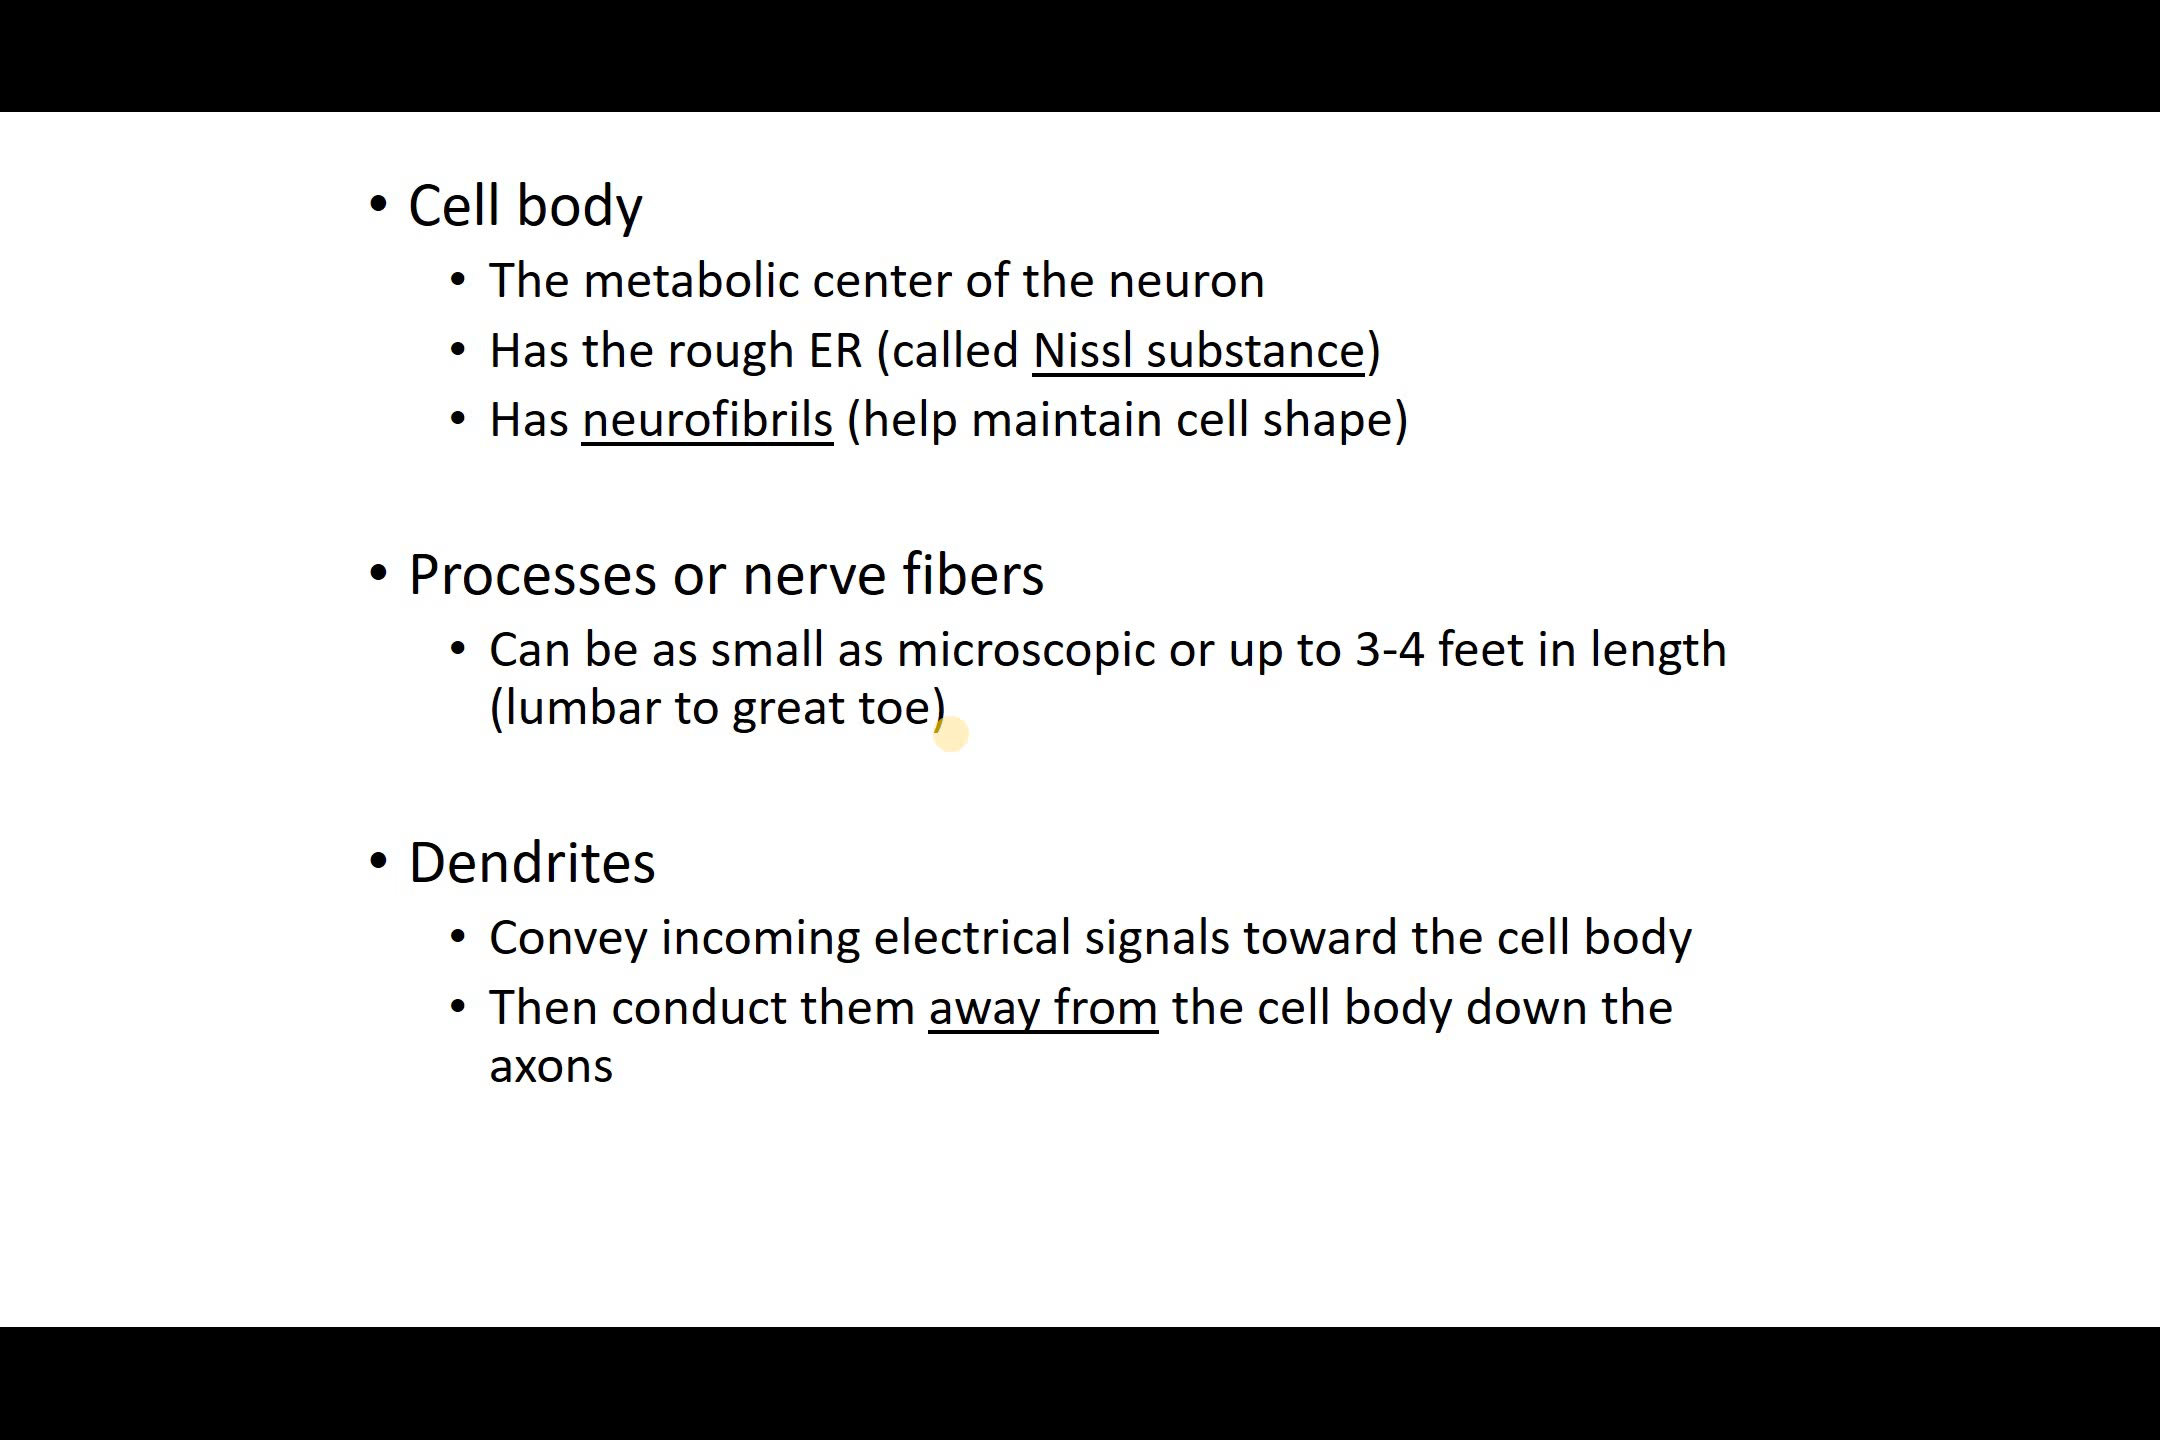 • Cell body
• The metabolic center of the neuron
• Has the rough ER (called Nissl substance)
• Has neurofibrils (help maintain cell shape)
• Processes or nerve fibers
• Can be as small as microscopic or up to 3-4 feet in length
(lumbar to great toe)
• Dendrites
• Convey incoming electrical signals toward the cell body
• Then conduct them away from the cell body down the
axons